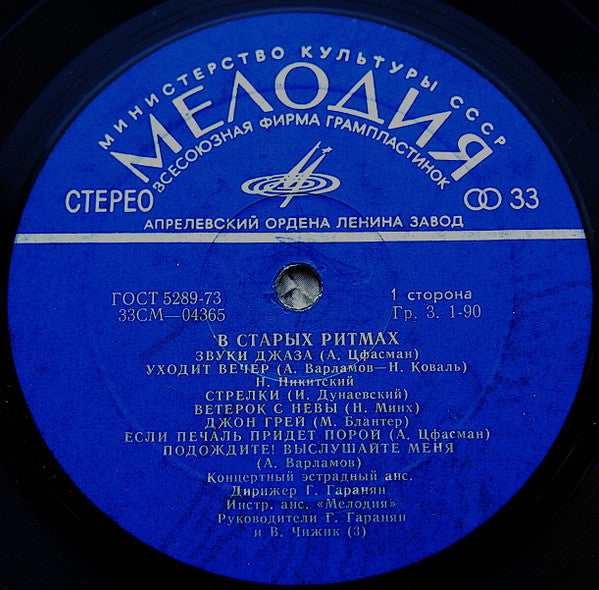 МИНИСТЕРСТВО КУЛЬТУРЫ СССР
МЕЛОДИЯ
ВСЕСОЮЗНАЯ ФИРМА ГРАМПЛАСТИНОК
СТЕРЕО
33
АПРЕЛЕВСКИЙ ОРДЕНА ЛЕНИНА ЗАВОД
ГОСТ 5289-73
33СМ—04365
1 сторона
Гр. 3. 1-90
В СТАРЫХ РИТМАХ
ЗВУКИ ДЖАЗА (А. Цфасман)
УХОДИТ ВЕЧЕР (А. Варламов—Н. Коваль)
Н. Никитский
СТРЕЛКИ (И. Дунаевский)
ВЕТЕРОК С НЕВЫ (Н. Минх)
ДЖОН ГРЕЙ (М. Блантер)
ЕСЛИ ПЕЧАЛЬ ПРИДЕТ ПОРОЙ (А. Цфасман)
ПОДОЖДИТЕ! ВЫСЛУШАЙТЕ МЕНЯ
(А. Варламов)
Концертный эстрадный анс.
Дирижер Г. Гаранян
Инстр. анс. «Мелодия»
Руководители Г. Гаранян
и В. Чижик (3)